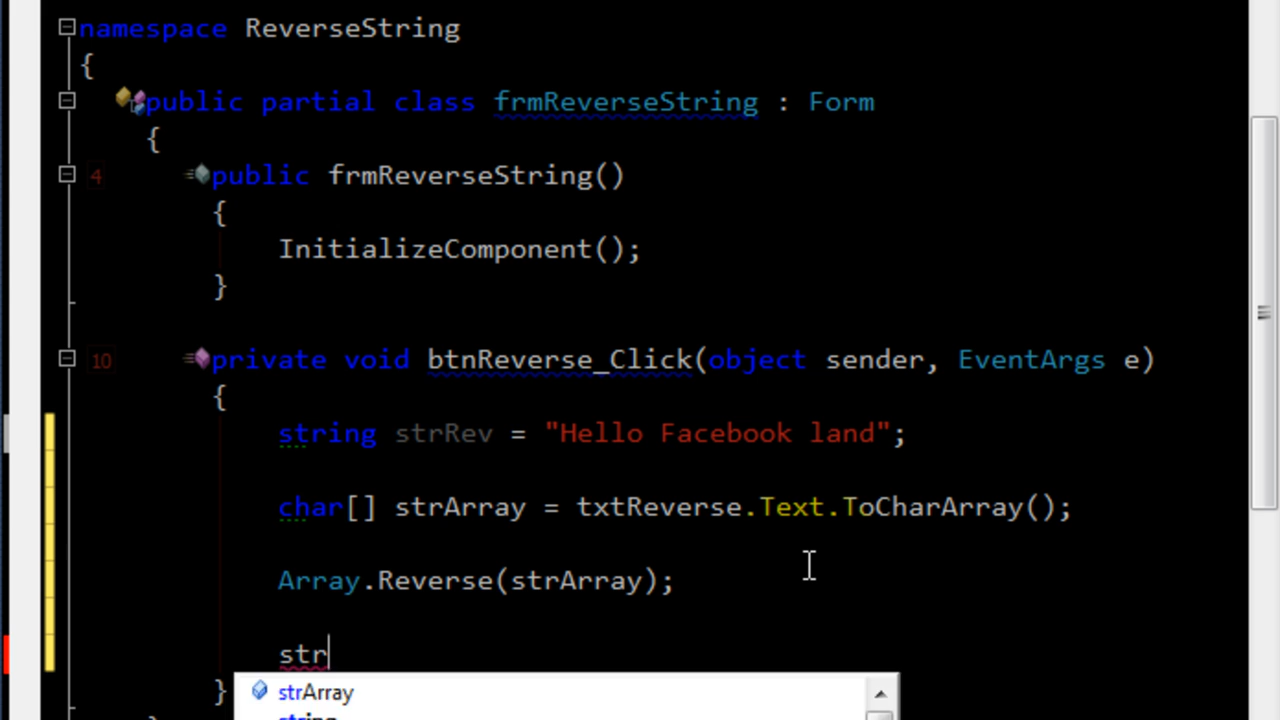 namespace ReverseString
{
public partial class frmReverseString : Form
{
4 public frmReverseString()
{
InitializeComponent();
}
10 private void btnReverse_Click(object sender, EventArgs e)
{
string strRev = "Hello Facebook land";
char[] strArray = txtReverse.Text.ToCharArray();
Array.Reverse(strArray);
str
}
strArray
string